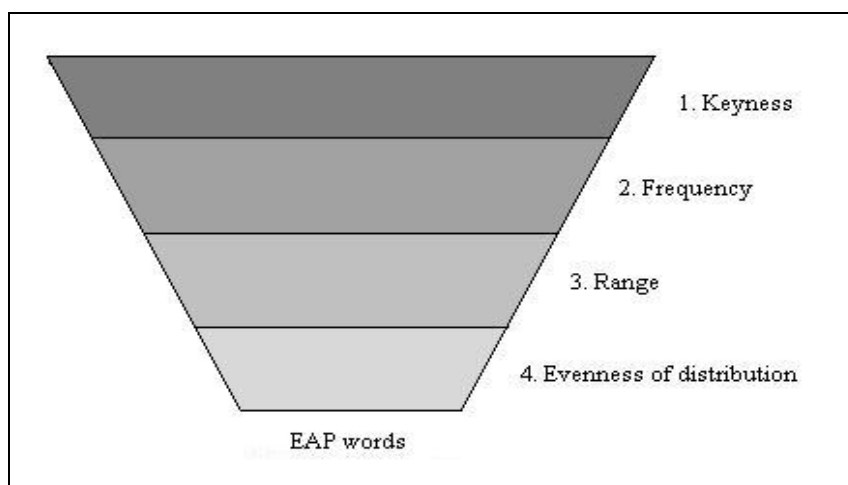 1. Keyness
2. Frequency
3. Range
4. Evenness of distribution
EAP words